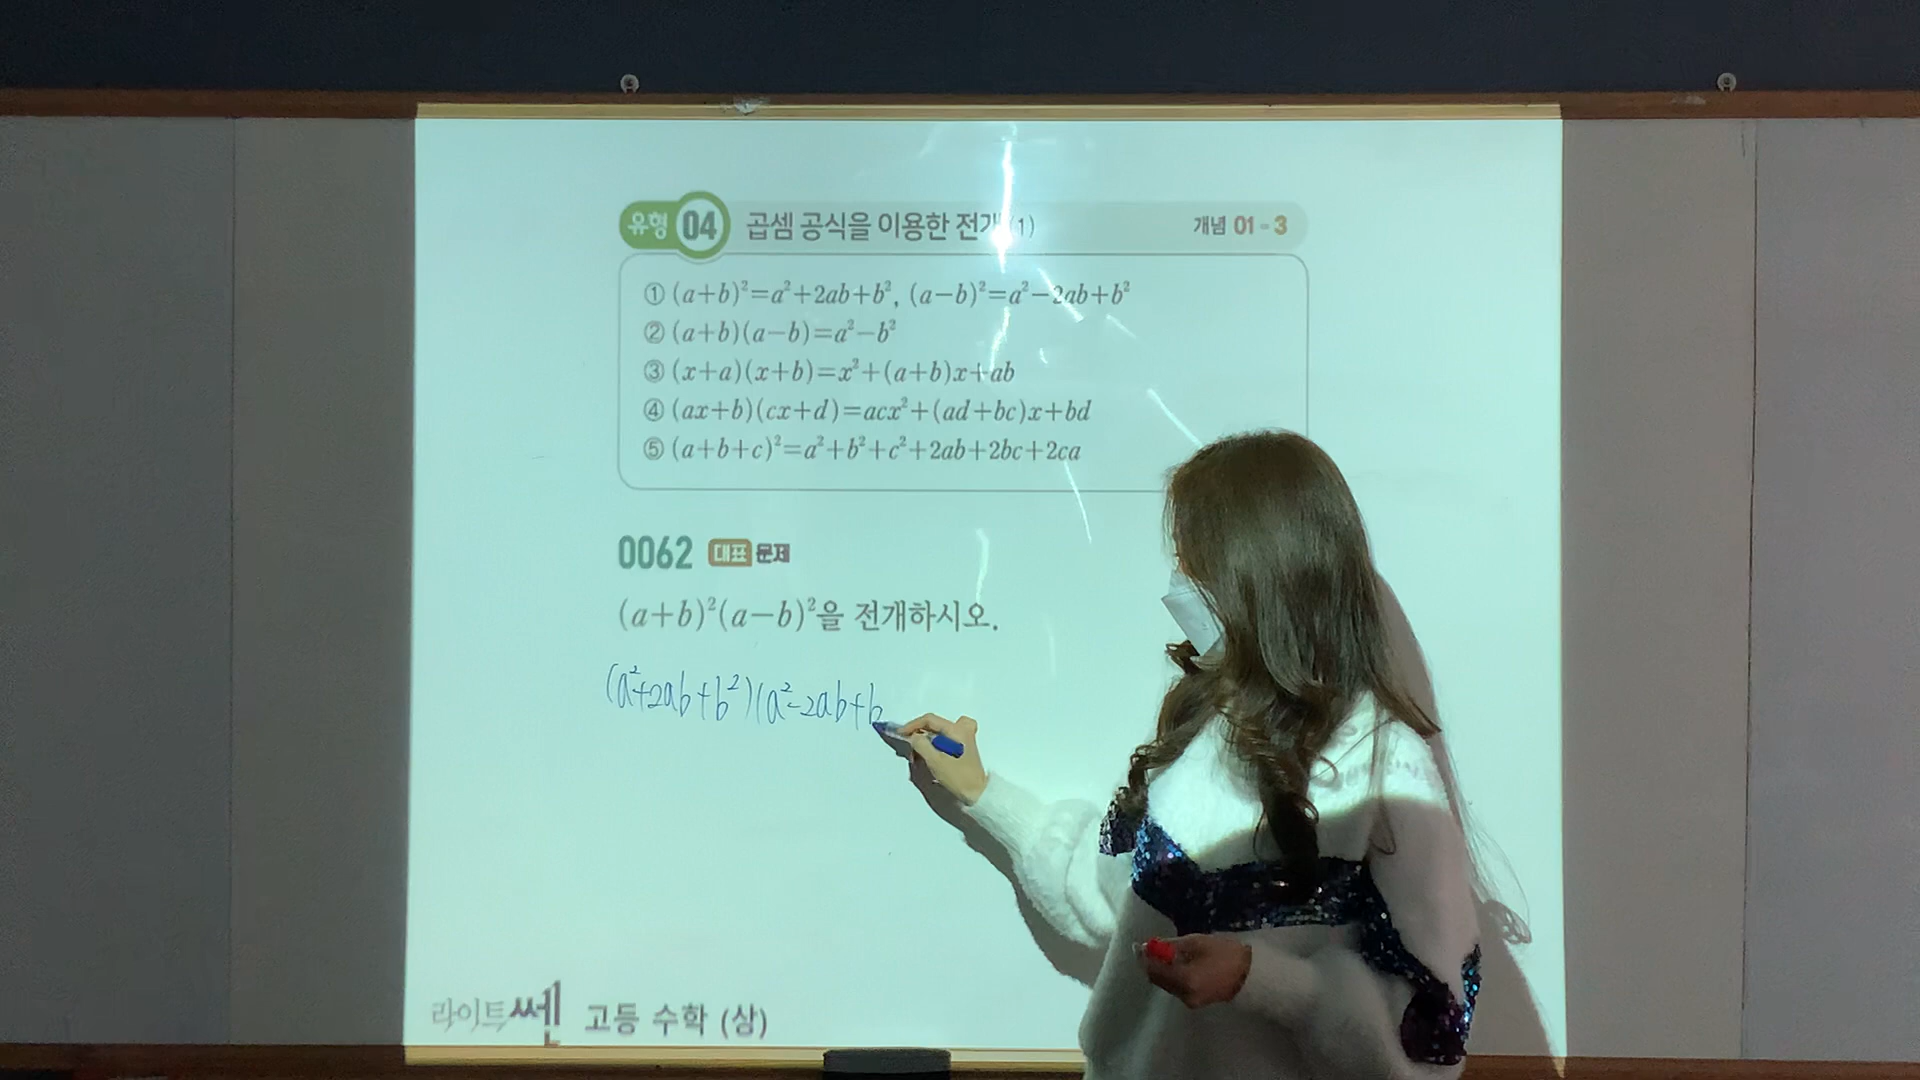 유형 04 곱셈 공식을 이용한 전개 (1) 개념 01-3
① (a+b)²=a²+2ab+b², (a-b)²=a²-2ab+b²
② (a+b)(a-b)=a²-b²
③ (x+a)(x+b)=x²+(a+b)x+ab
④ (ax+b)(cx+d)=acx²+(ad+bc)x+bd
⑤ (a+b+c)²=a²+b²+c²+2ab+2bc+2ca
0062 대표 문제
(a+b)²(a-b)²을 전개하시오.
(a²+2ab+b²)(a²-2ab+b
라이트쎈 고등 수학 (상)